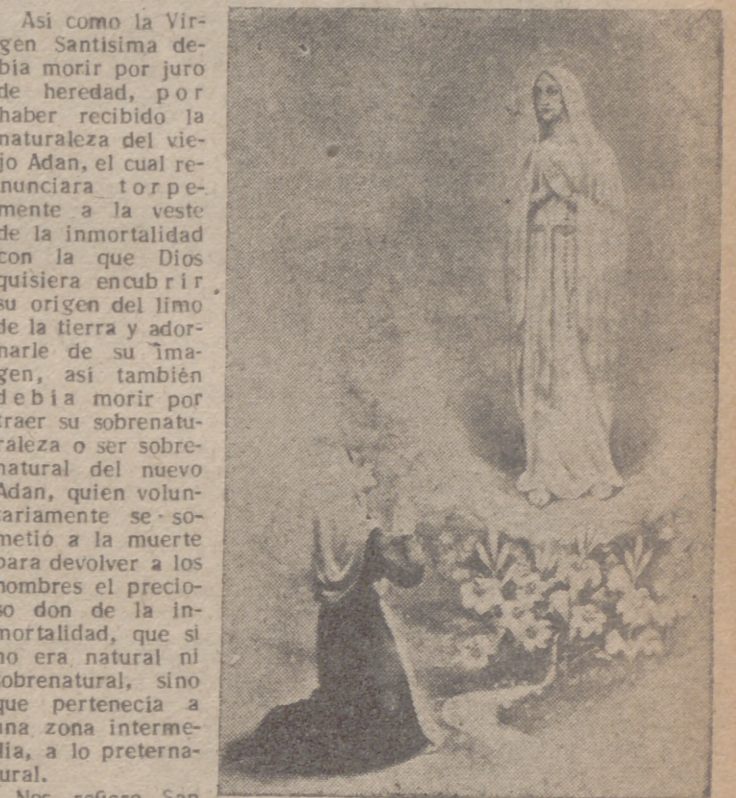 Asi como la Vir-
gen Santisima de-
bia morir por juro
de heredad, por
haber recibido la
naturaleza del vie-
jo Adan, el cual re-
nunciara torpe-
mente a la veste
de la inmortalidad
con la que Dios
quisiera encubrir
su origen del limo
de la tierra y ador-
narle de su ima-
gen, asi también
debia morir por
traer su sobrenatu-
raleza o ser sobre-
natural del nuevo
Adan, quien volun-
tariamente se so-
metió a la muerte
para devolver a los
hombres el precio-
so don de la in-
mortalidad, que si
no era natural ni
sobrenatural, sino
que pertenecia a
una zona interme-
dia, a lo preterna-
tural.
Nos refiere San